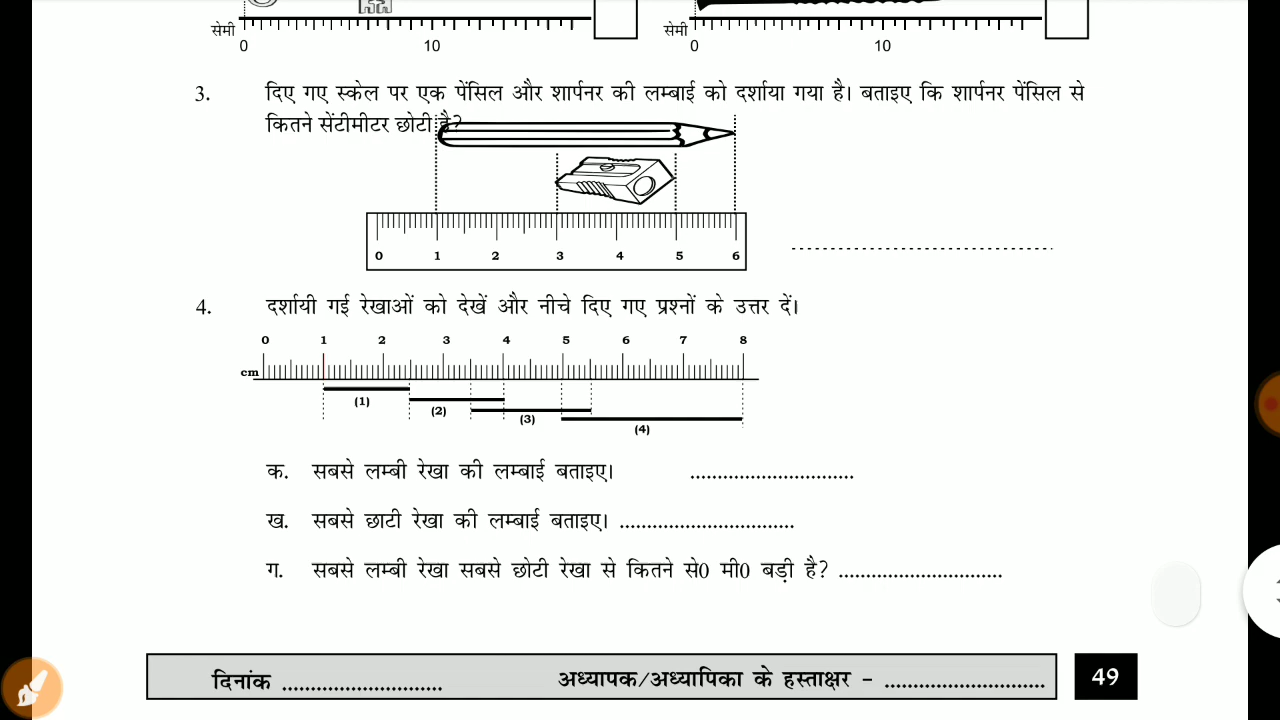 सेमी 0 10 सेमी 0 10
3. दिए गए स्केल पर एक पेंसिल और शार्पनर की लम्बाई को दर्शाया गया है। बताइए कि शार्पनर पेंसिल से
कितने सेंटीमीटर छोटी है?
0 1 2 3 4 5 6
4. दर्शायी गई रेखाओं को देखें और नीचे दिए गए प्रश्नों के उत्तर दें।
0 1 2 3 4 5 6 7 8
cm
(1) (2) (3) (4)
क. सबसे लम्बी रेखा की लम्बाई बताइए। ...............................
ख. सबसे छाटी रेखा की लम्बाई बताइए। .................................
ग. सबसे लम्बी रेखा सबसे छोटी रेखा से कितने से0 मी0 बड़ी है? ...............................
दिनांक .............................. अध्यापक/अध्यापिका के हस्ताक्षर - ..............................
49